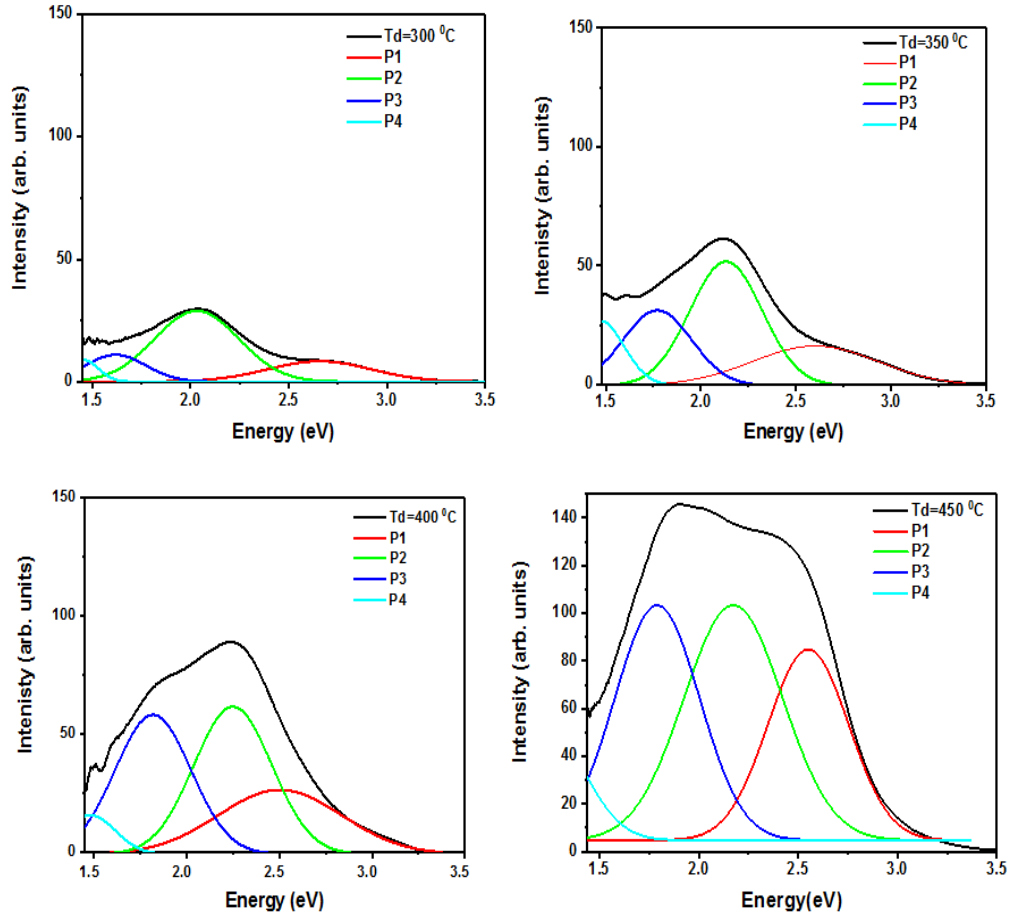 150
100
50
0
Intensity (arb. units)
1.5 2.0 2.5 3.0 3.5
Energy (eV)
Td=300 ⁰C
P1
P2
P3
P4
150
100
50
0
Intenisty (arb. units)
1.5 2.0 2.5 3.0 3.5
Energy (eV)
Td=350 ⁰C
P1
P2
P3
P4
150
100
50
0
Intenisty (arb. units)
1.5 2.0 2.5 3.0 3.5
Energy (eV)
Td=400 ⁰C
P1
P2
P3
P4
140
120
100
80
60
40
20
0
Intensity (arb. units)
1.5 2.0 2.5 3.0 3.5
Energy(eV)
Td=450 ⁰C
P1
P2
P3
P4